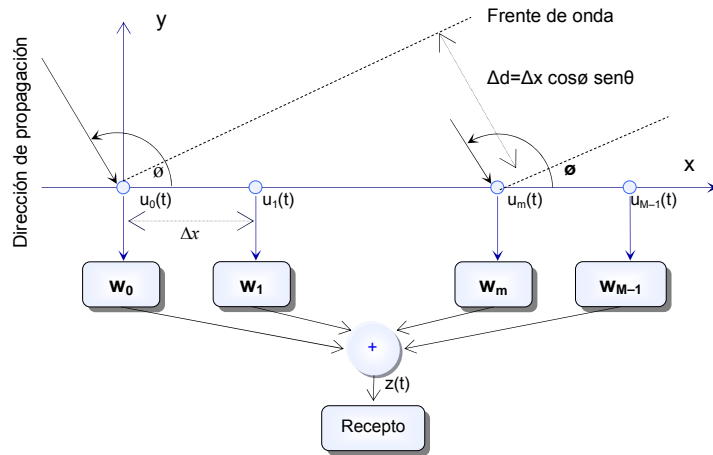 Frente de onda
y
Δd=Δx cosø senθ
Dirección de propagación
ø
ø
x
u0(t)
u1(t)
um(t)
uM–1(t)
Δx
w0
w1
wm
wM–1
+
z(t)
Recepto